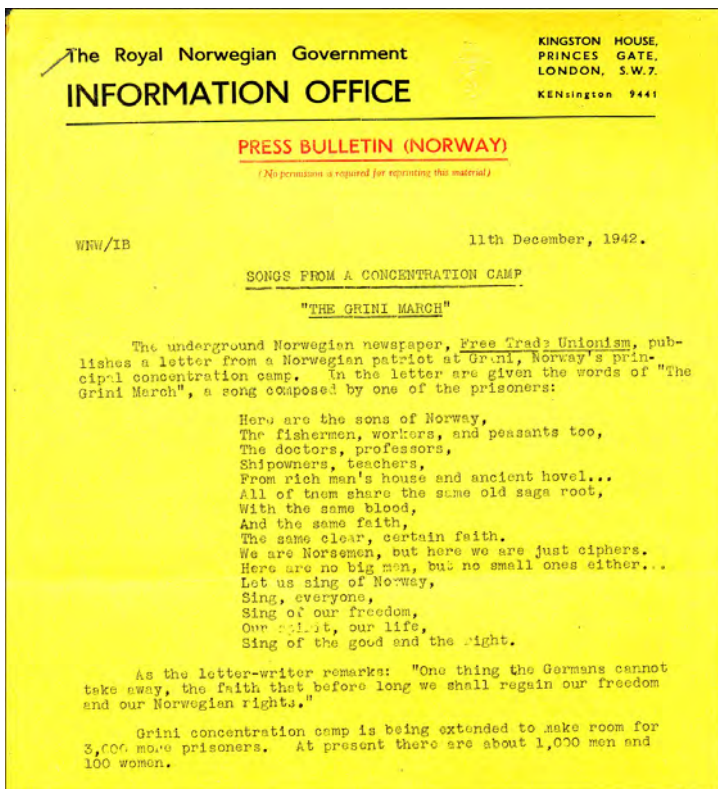 The Royal Norwegian Government
INFORMATION OFFICE
KINGSTON HOUSE,
PRINCES GATE,
LONDON, S.W.7.
KENsington 9441
PRESS BULLETIN (NORWAY)
(No permission is required for reprinting this material)
WNW/IB
11th December, 1942.
SONGS FROM A CONCENTRATION CAMP
"THE GRINI MARCH"
The underground Norwegian newspaper, Free Trade Unionism, pub-
lishes a letter from a Norwegian patriot at Grini, Norway's prin-
cipal concentration camp. In the letter are given the words of "The
Grini March", a song composed by one of the prisoners:
Here are the sons of Norway,
The fishermen, workers, and peasants too,
The doctors, professors,
Shipowners, teachers,
From rich man's house and ancient hovel...
All of them share the same old saga root,
With the same blood,
And the same faith,
The same clear, certain faith.
We are Norsemen, but here we are just ciphers.
Here are no big men, but no small ones either...
Let us sing of Norway,
Sing, everyone,
Sing of our freedom,
Our our life,
Sing of the good and the right.
As the letter-writer remarks: "One thing the Germans cannot
take away, the faith that before long we shall regain our freedom
and our Norwegian rights."
Grini concentration camp is being extended to make room for
3,000 more prisoners. At present there are about 1,000 men and
100 women.